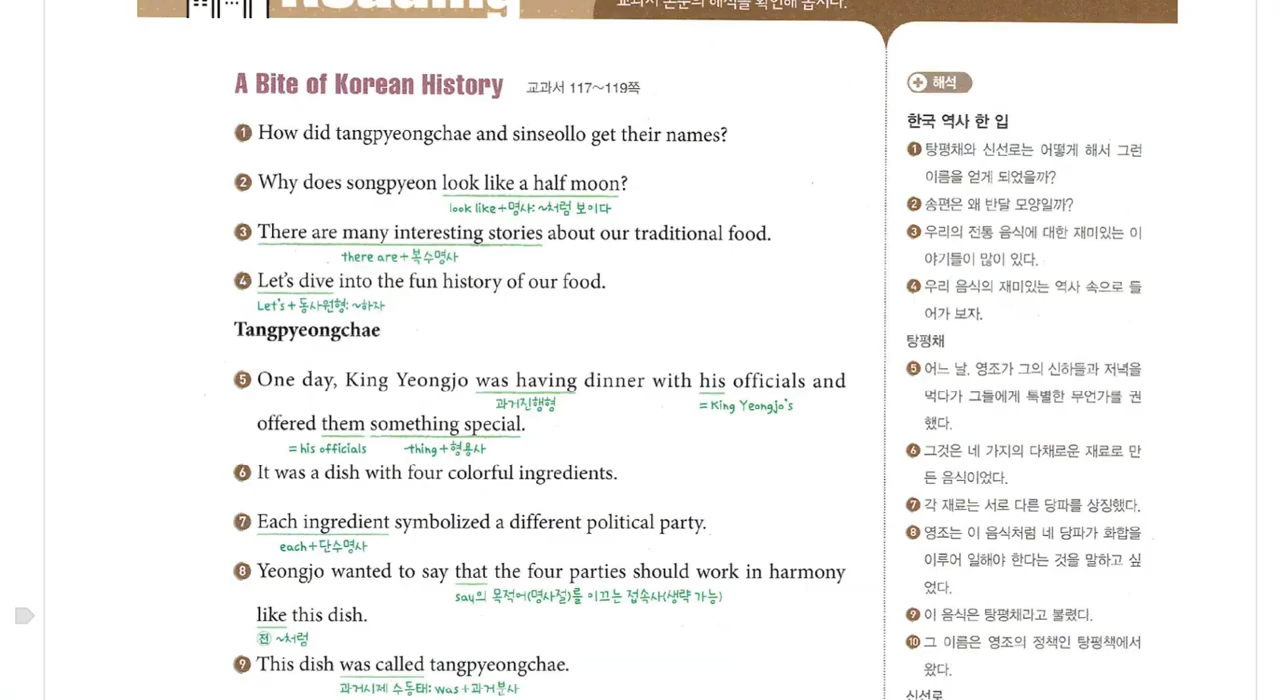 Reading
교과서 본문의 해석을 확인해 봅시다.
A Bite of Korean History 교과서 117~119쪽
1 How did tangpyeongchae and sinseollo get their names?
2 Why does songpyeon look like a half moon?
look like+명사: ~처럼 보이다
3 There are many interesting stories about our traditional food.
there are+복수명사
4 Let's dive into the fun history of our food.
Let's+동사원형: ~하자
Tangpyeongchae
5 One day, King Yeongjo was having dinner with his officials and
과거진행형 =King Yeongjo's
offered them something special.
=his officials -thing+형용사
6 It was a dish with four colorful ingredients.
7 Each ingredient symbolized a different political party.
each+단수명사
8 Yeongjo wanted to say that the four parties should work in harmony
say의 목적어(명사절)를 이끄는 접속사(생략 가능)
like this dish.
전 ~처럼
9 This dish was called tangpyeongchae.
과거시제 수동태: was+과거분사
해석
한국 역사 한 입
1 탕평채와 신선로는 어떻게 해서 그런
이름을 얻게 되었을까?
2 송편은 왜 반달 모양일까?
3 우리의 전통 음식에 대한 재미있는 이
야기들이 많이 있다.
4 우리 음식의 재미있는 역사 속으로 들
어가 보자.
탕평채
5 어느 날, 영조가 그의 신하들과 저녁을
먹다가 그들에게 특별한 무언가를 권
했다.
6 그것은 네 가지의 다채로운 재료로 만
든 음식이었다.
7 각 재료는 서로 다른 당파를 상징했다.
8 영조는 이 음식처럼 네 당파가 화합을
이루어 일해야 한다는 것을 말하고 싶
었다.
9 이 음식은 탕평채라고 불렸다.
10 그 이름은 영조의 정책인 탕평책에서
왔다.
신선로